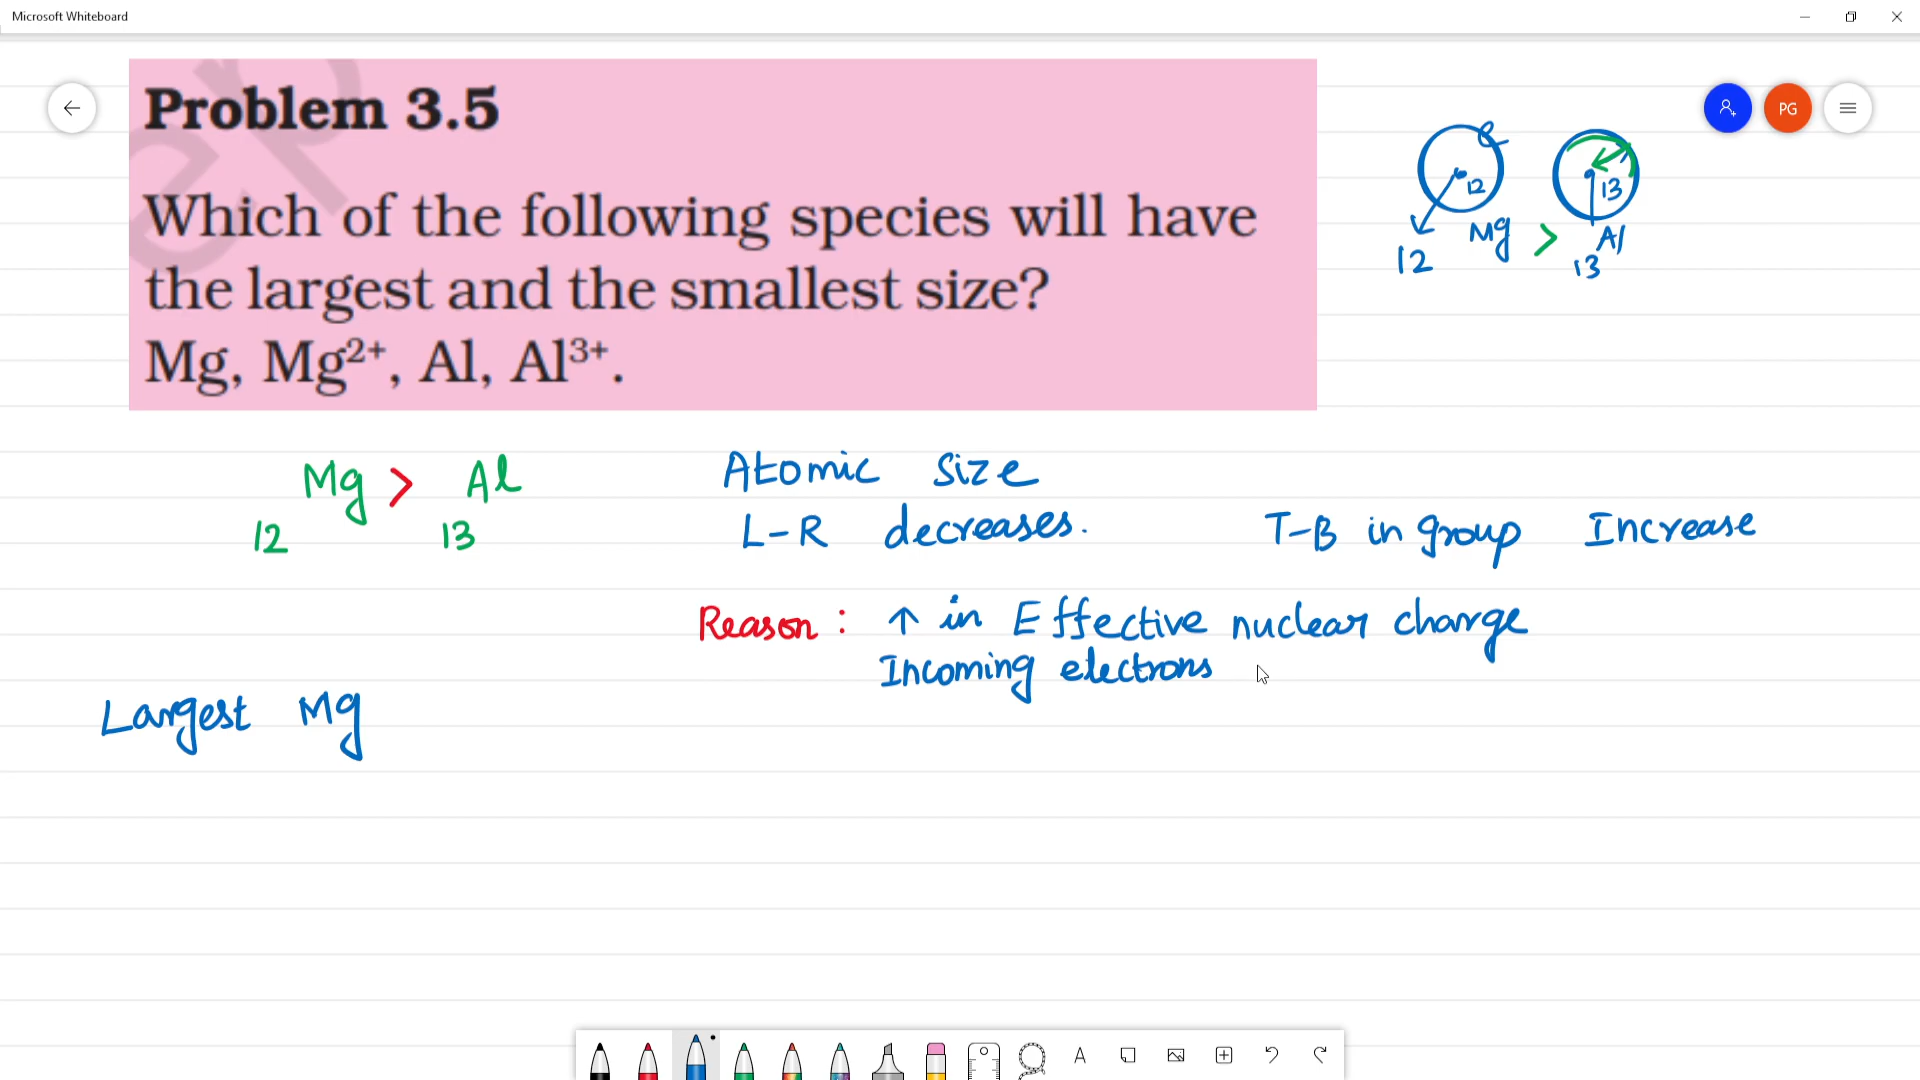 Microsoft Whiteboard
Problem 3.5
Which of the following species will have
the largest and the smallest size?
Mg, Mg²⁺, Al, Al³⁺.
PG
12 13
Mg > Al
12 13
Mg > Al
12 13
Atomic Size
L-R decreases. T-B in group Increase
Reason: ↑ in Effective nuclear charge
Incoming electrons
Largest Mg
A